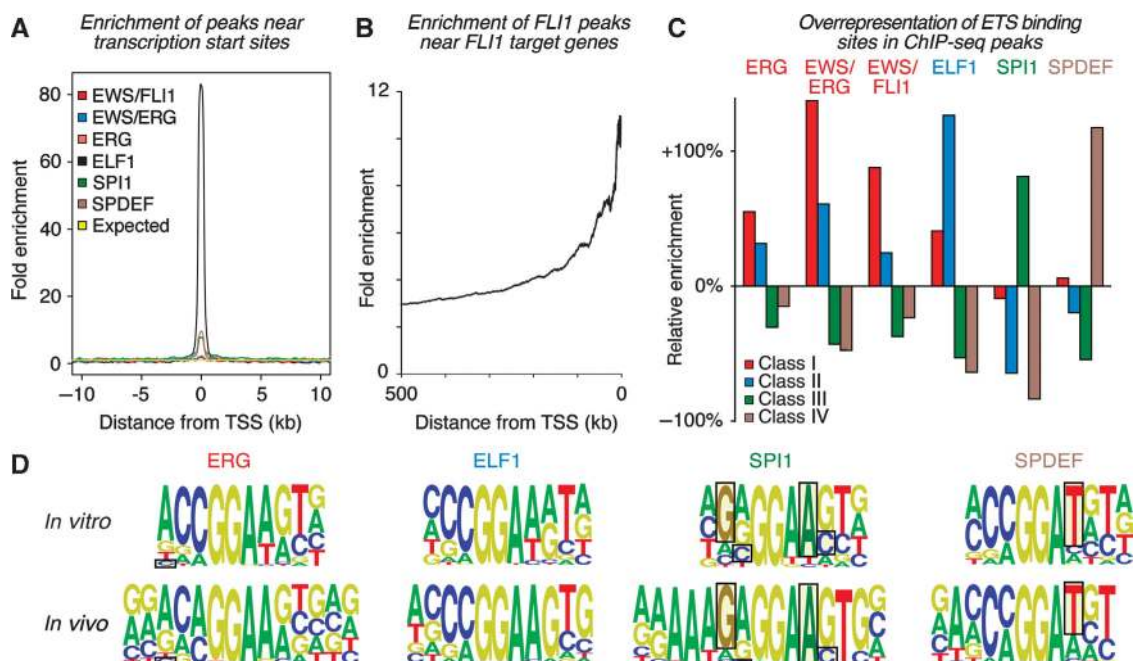 A
Enrichment of peaks near
transcription start sites
EWS/FLI1
EWS/ERG
ERG
ELF1
SPI1
SPDEF
Expected
80
60
40
20
0
Fold enrichment
−10
−5
0
5
10
Distance from TSS (kb)
B
Enrichment of FLI1 peaks
near FLI1 target genes
12
0
Fold enrichment
500
0
Distance from TSS (kb)
C
Overrepresentation of ETS binding
sites in ChIP-seq peaks
ERG
EWS/
ERG
EWS/
FLI1
ELF1
SPI1
SPDEF
+100%
0%
−100%
Relative enrichment
Class I
Class II
Class III
Class IV
D
ERG
ELF1
SPI1
SPDEF
In vitro
In vivo